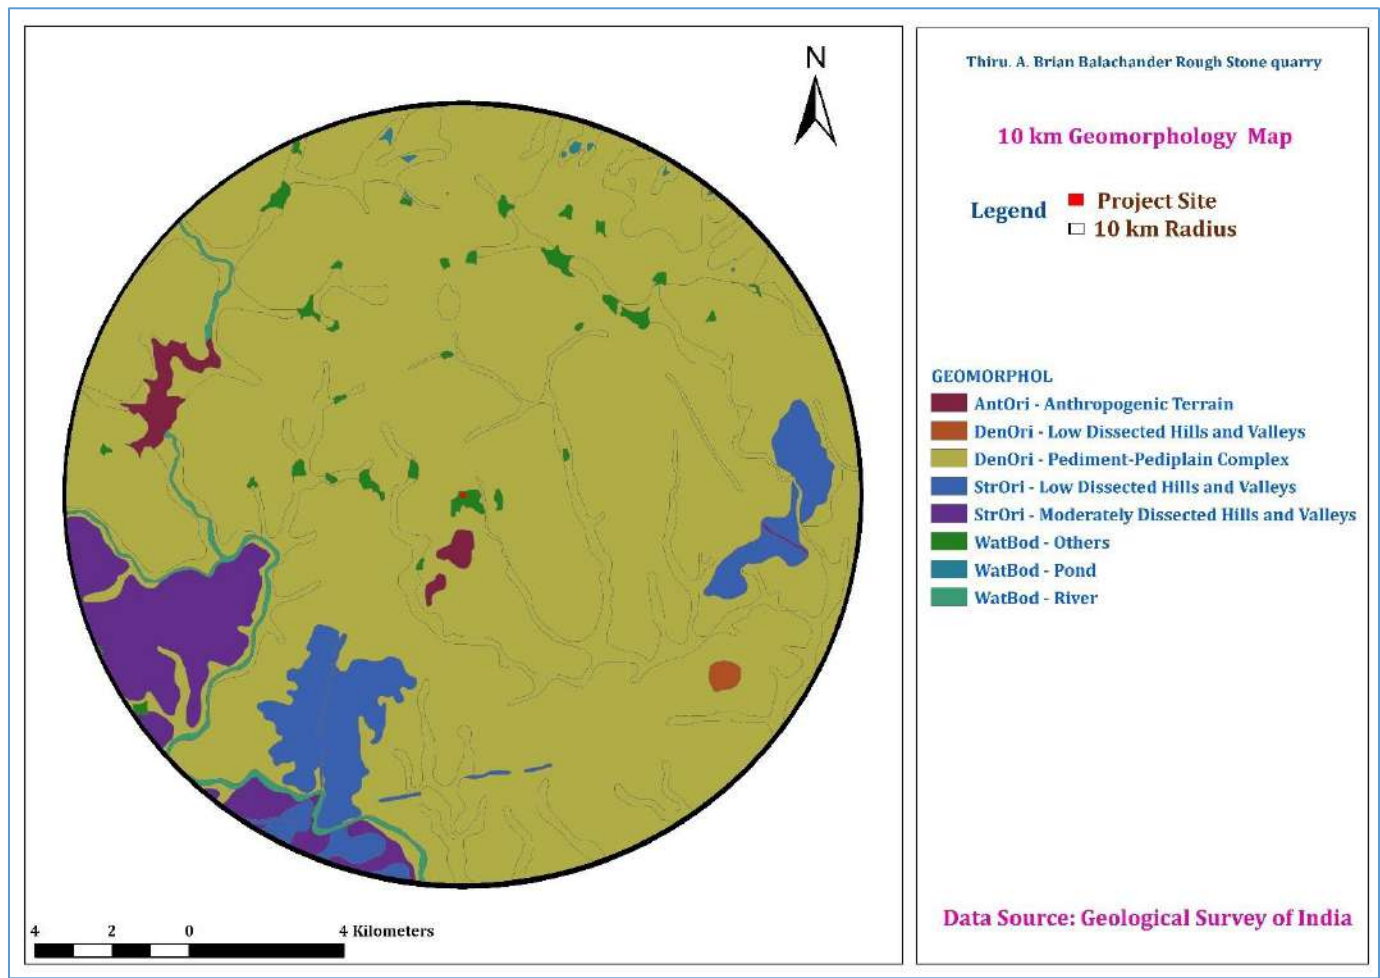 N
4 2 0 4 Kilometers
Thiru. A. Brian Balachander Rough Stone quarry
10 km Geomorphology Map
Legend
Project Site
10 km Radius
GEOMORPHOL
AntOri - Anthropogenic Terrain
DenOri - Low Dissected Hills and Valleys
DenOri - Pediment-Pediplain Complex
StrOri - Low Dissected Hills and Valleys
StrOri - Moderately Dissected Hills and Valleys
WatBod - Others
WatBod - Pond
WatBod - River
Data Source: Geological Survey of India